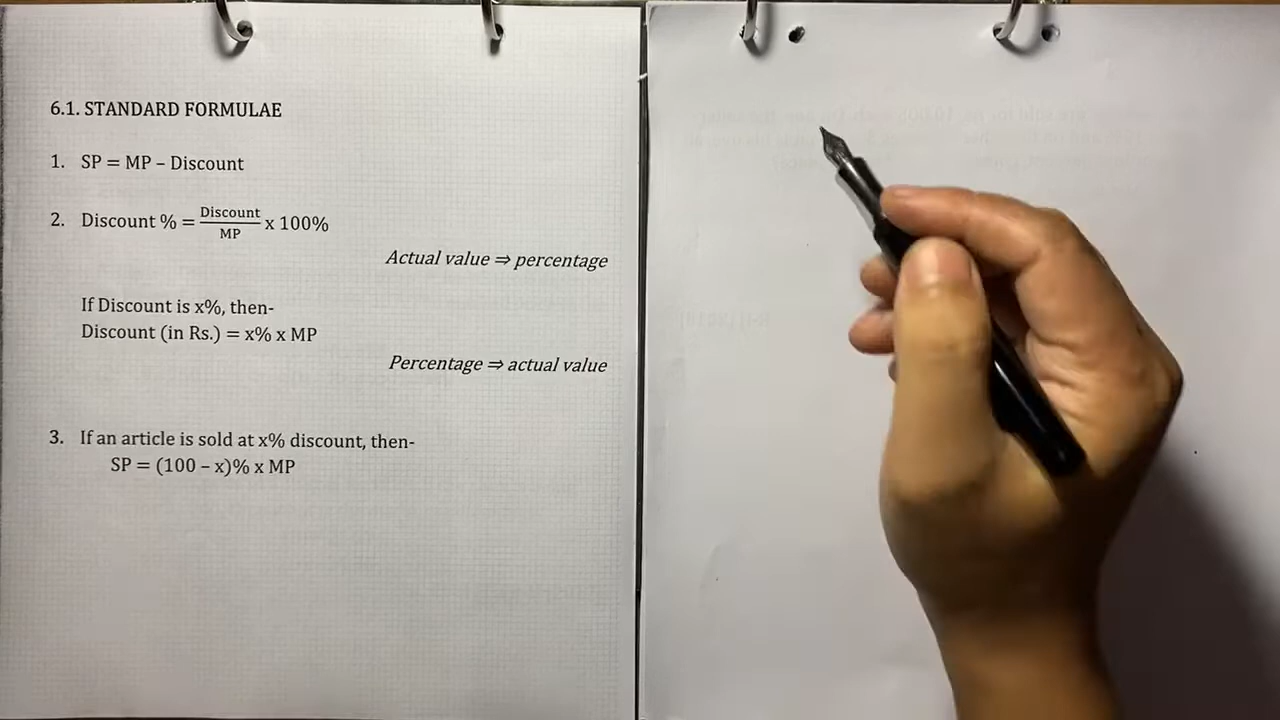 6.1. STANDARD FORMULAE
1. SP = MP – Discount
2. Discount % = Discount/MP x 100%
Actual value ⇒ percentage
If Discount is x%, then-
Discount (in Rs.) = x% x MP
Percentage ⇒ actual value
3. If an article is sold at x% discount, then-
SP = (100 – x)% x MP